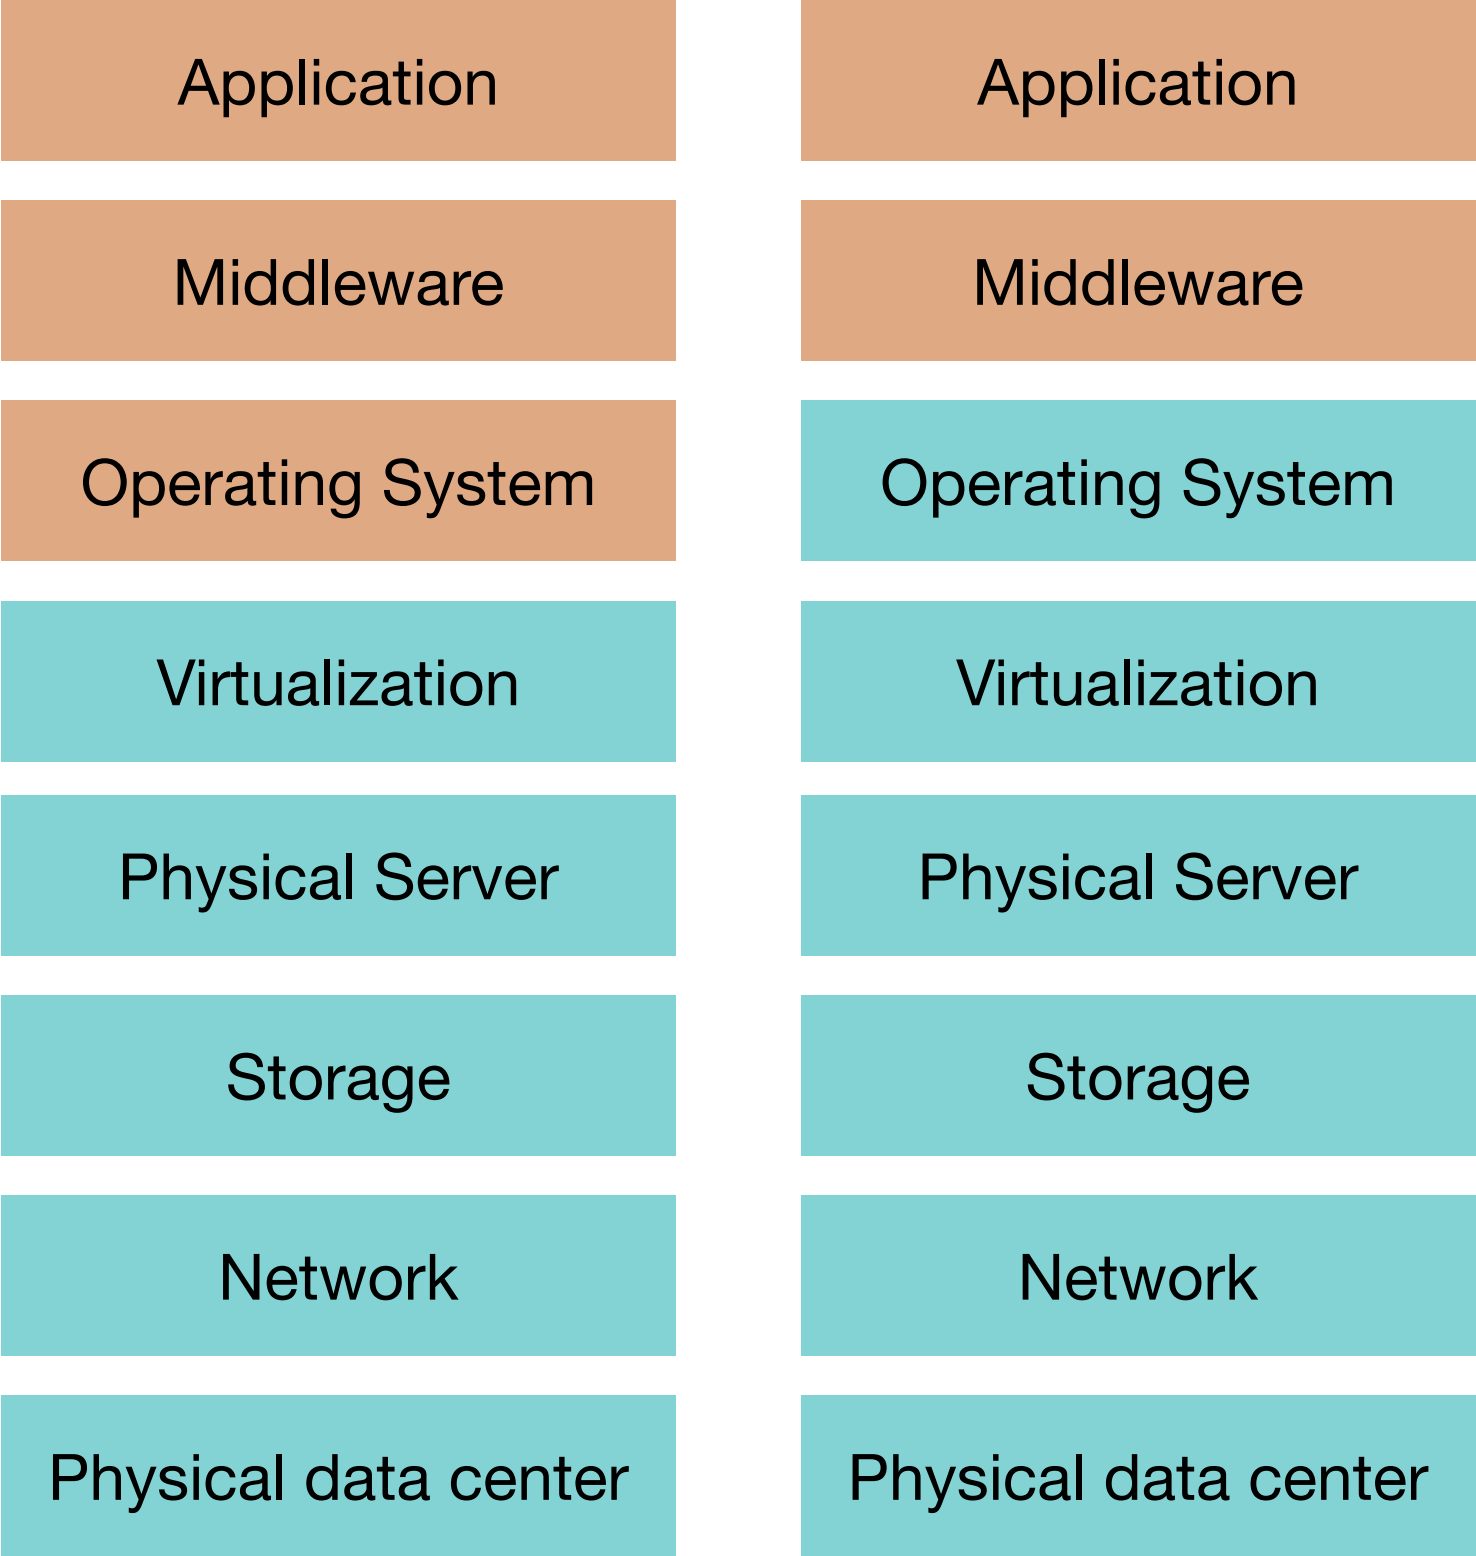 Application
Middleware
Operating System
Virtualization
Physical Server
Storage
Network
Physical data center
Application
Middleware
Operating System
Virtualization
Physical Server
Storage
Network
Physical data center